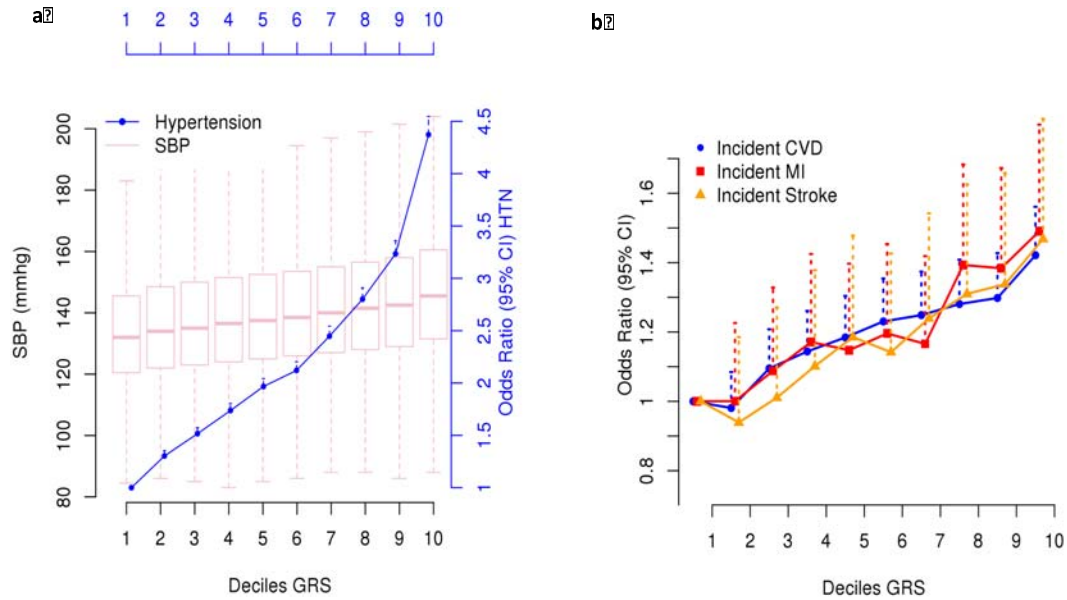 a
1 2 3 4 5 6 7 8 9 10
Hypertension
SBP
SBP (mmhg)
200
180
160
140
120
100
80
4.5
4
3.5
3
2.5
2
1.5
1
Odds Ratio (95% CI) HTN
1 2 3 4 5 6 7 8 9 10
Deciles GRS
b
Incident CVD
Incident MI
Incident Stroke
Odds Ratio (95% CI)
1.6
1.4
1.2
1
0.8
1 2 3 4 5 6 7 8 9 10
Deciles GRS